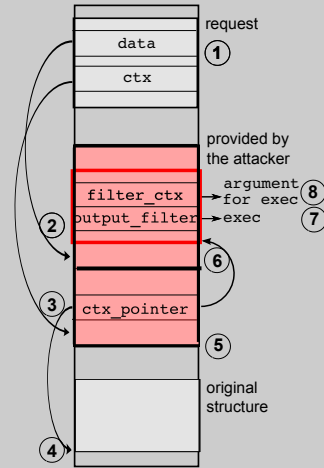 request
data
①
ctx
provided by
the attacker
filter_ctx
argument
for exec
⑧
output_filter
exec
⑦
②
⑥
③
ctx_pointer
⑤
original
structure
④